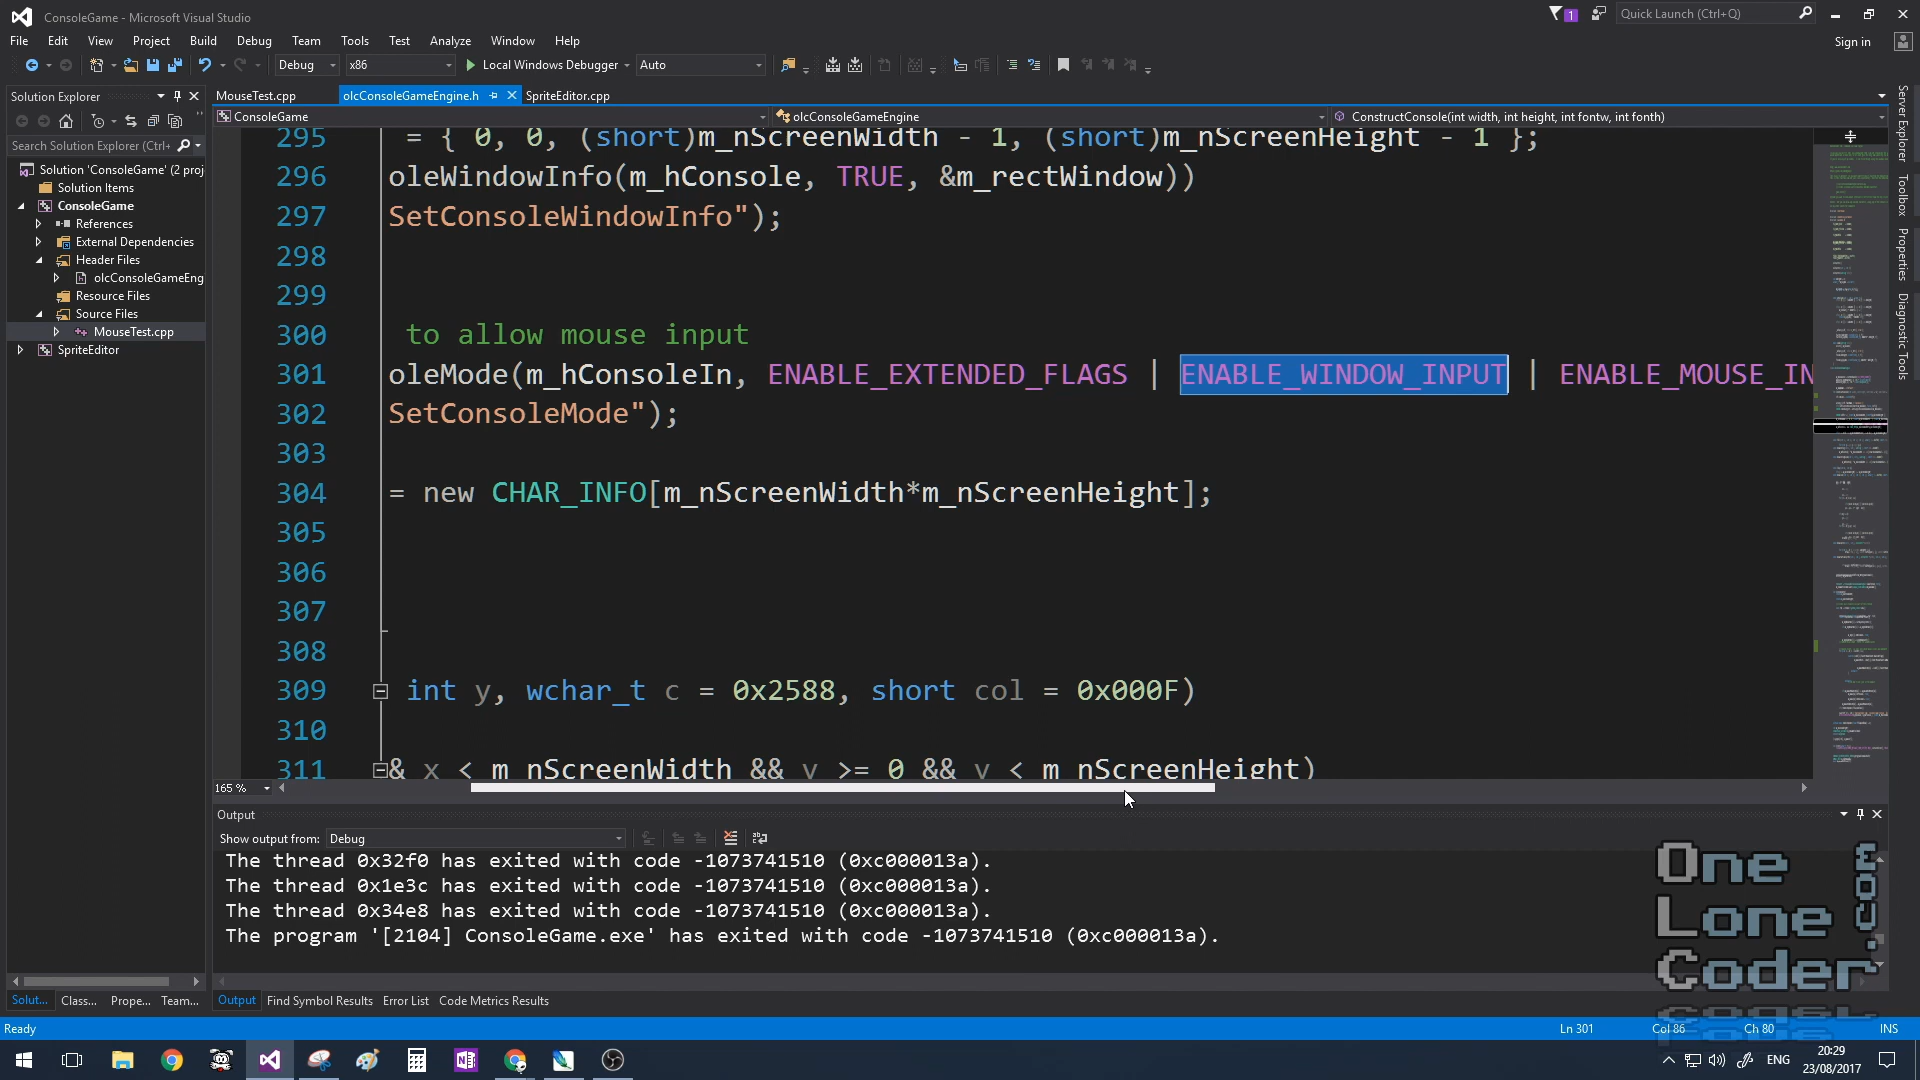 ConsoleGame - Microsoft Visual Studio
1
Quick Launch (Ctrl+Q)
File Edit View Project Build Debug Team Tools Test Analyze Window Help
Sign in
Debug x86 Local Windows Debugger Auto
Solution Explorer
Search Solution Explorer (Ctrl+
Solution 'ConsoleGame' (2 proj
Solution Items
ConsoleGame
References
External Dependencies
Header Files
olcConsoleGameEng
Resource Files
Source Files
MouseTest.cpp
SpriteEditor
Solut... Class... Prope... Team...
MouseTest.cpp olcConsoleGameEngine.h SpriteEditor.cpp
ConsoleGame olcConsoleGameEngine ConstructConsole(int width, int height, int fontw, int fonth)
295 = { 0, 0, (short)m_nScreenWidth - 1, (short)m_nScreenHeight - 1 };
296 oleWindowInfo(m_hConsole, TRUE, &m_rectWindow))
297 SetConsoleWindowInfo");
298
299
300 to allow mouse input
301 oleMode(m_hConsoleIn, ENABLE_EXTENDED_FLAGS | ENABLE_WINDOW_INPUT | ENABLE_MOUSE_IN
302 SetConsoleMode");
303
304 = new CHAR_INFO[m_nScreenWidth*m_nScreenHeight];
305
306
307
308
309 int y, wchar_t c = 0x2588, short col = 0x000F)
310
311 & x < m_nScreenWidth && y >= 0 && y < m_nScreenHeight)
165 %
Server Explorer
Toolbox
Properties
Diagnostic Tools
Output
Show output from: Debug
The thread 0x32f0 has exited with code -1073741510 (0xc000013a).
The thread 0x1e3c has exited with code -1073741510 (0xc000013a).
The thread 0x34e8 has exited with code -1073741510 (0xc000013a).
The program '[2104] ConsoleGame.exe' has exited with code -1073741510 (0xc000013a).
Output Find Symbol Results Error List Code Metrics Results
One
Lone
Coder
.com
Ready
Ln 301 Col 86 Ch 80 INS
ENG
20:29
23/08/2017